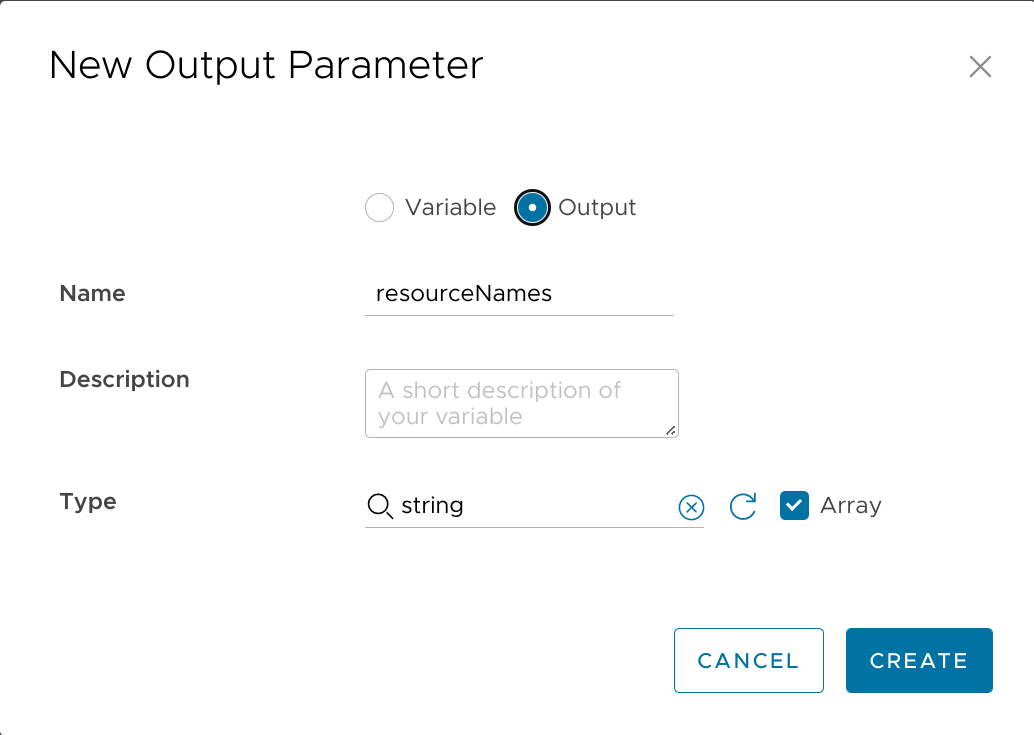 New Output Parameter
Variable Output
Name resourceNames
Description
A short description of
your variable
Type string Array
CANCEL CREATE